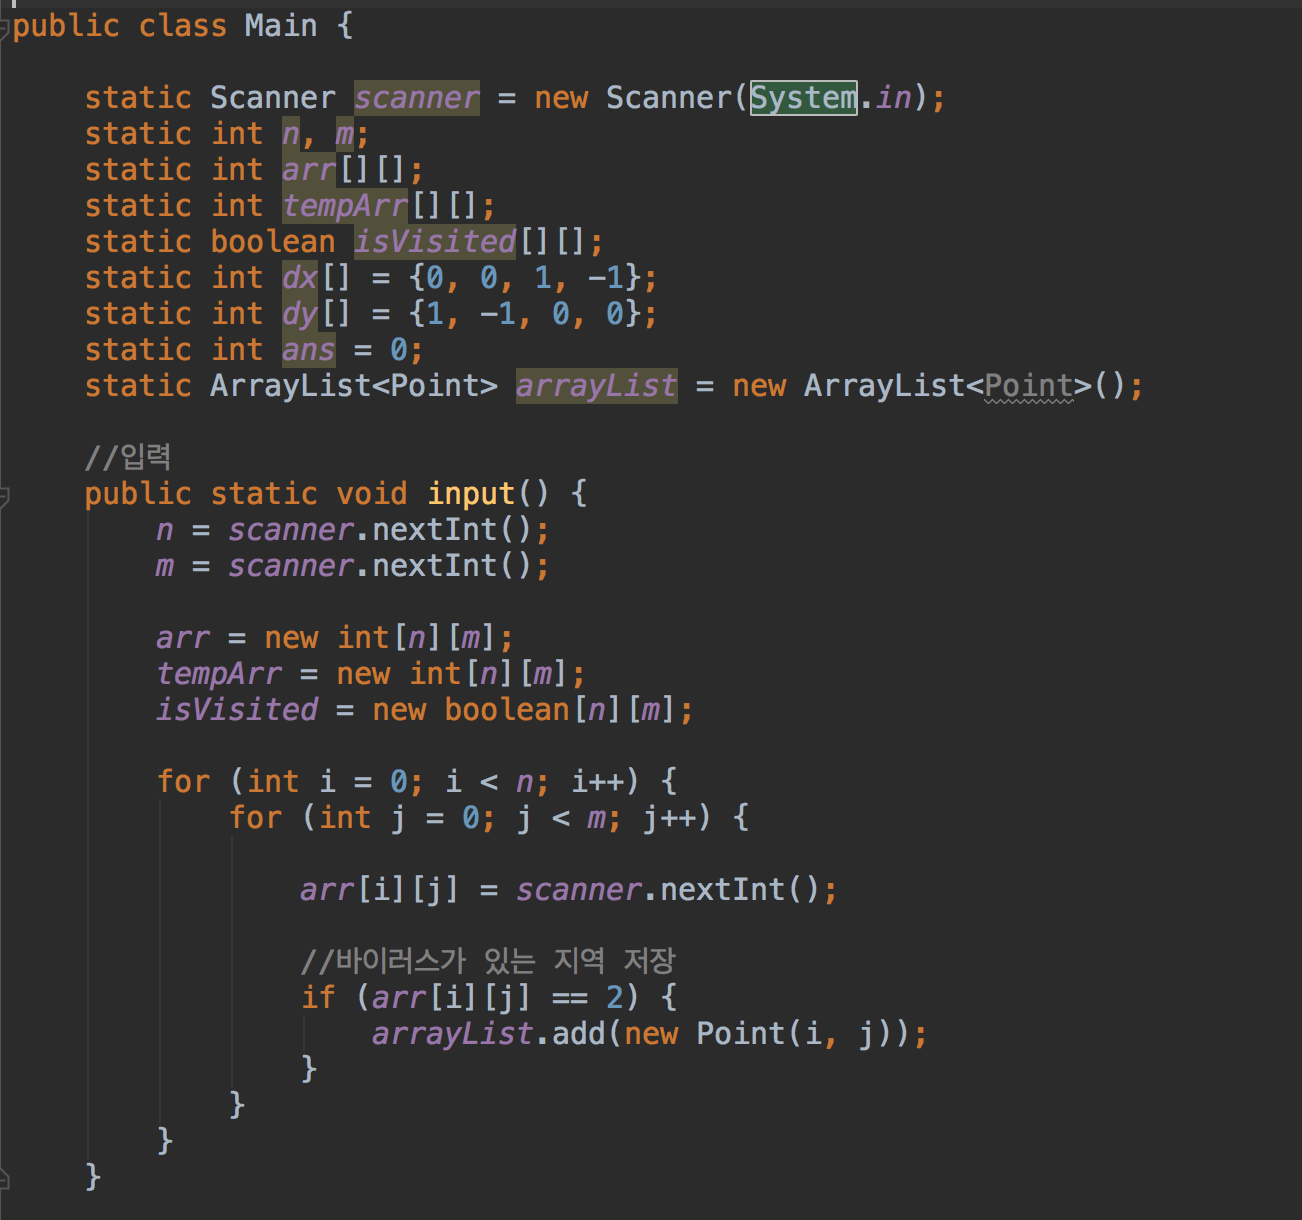 public class Main {
static Scanner scanner = new Scanner(System.in);
static int n, m;
static int arr[][];
static int tempArr[][];
static boolean isVisited[][];
static int dx[] = {0, 0, 1, -1};
static int dy[] = {1, -1, 0, 0};
static int ans = 0;
static ArrayList<Point> arrayList = new ArrayList<Point>();
//입력
public static void input() {
n = scanner.nextInt();
m = scanner.nextInt();
arr = new int[n][m];
tempArr = new int[n][m];
isVisited = new boolean[n][m];
for (int i = 0; i < n; i++) {
for (int j = 0; j < m; j++) {
arr[i][j] = scanner.nextInt();
//바이러스가 있는 지역 저장
if (arr[i][j] == 2) {
arrayList.add(new Point(i, j));
}
}
}
}